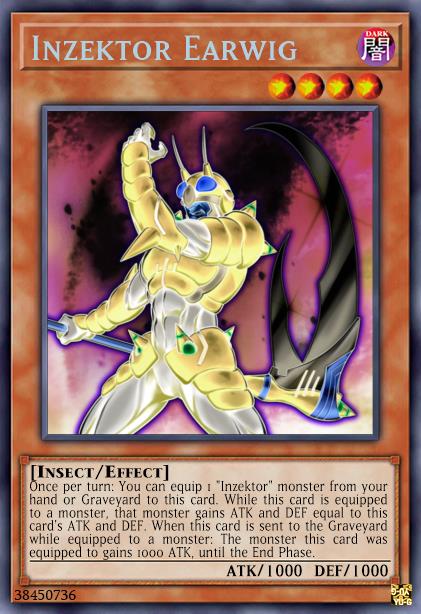 Inzektor Earwig
DARK
闇
[Insect/Effect]
Once per turn: You can equip 1 "Inzektor" monster from your
hand or Graveyard to this card. While this card is equipped
to a monster, that monster gains ATK and DEF equal to this
card's ATK and DEF. When this card is sent to the Graveyard
while equipped to a monster: The monster this card was
equipped to gains 1000 ATK, until the End Phase.
ATK/1000 DEF/1000
38450736